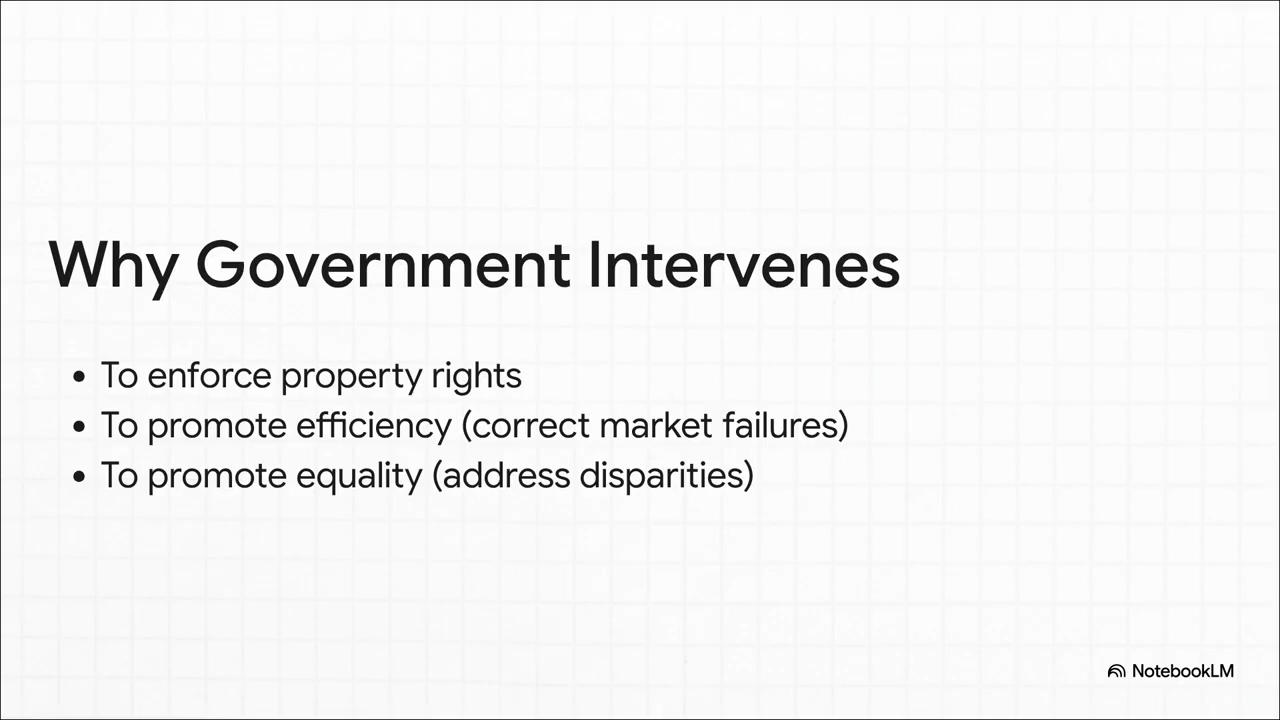 Why Government Intervenes
• To enforce property rights
• To promote efficiency (correct market failures)
• To promote equality (address disparities)
NotebookLM